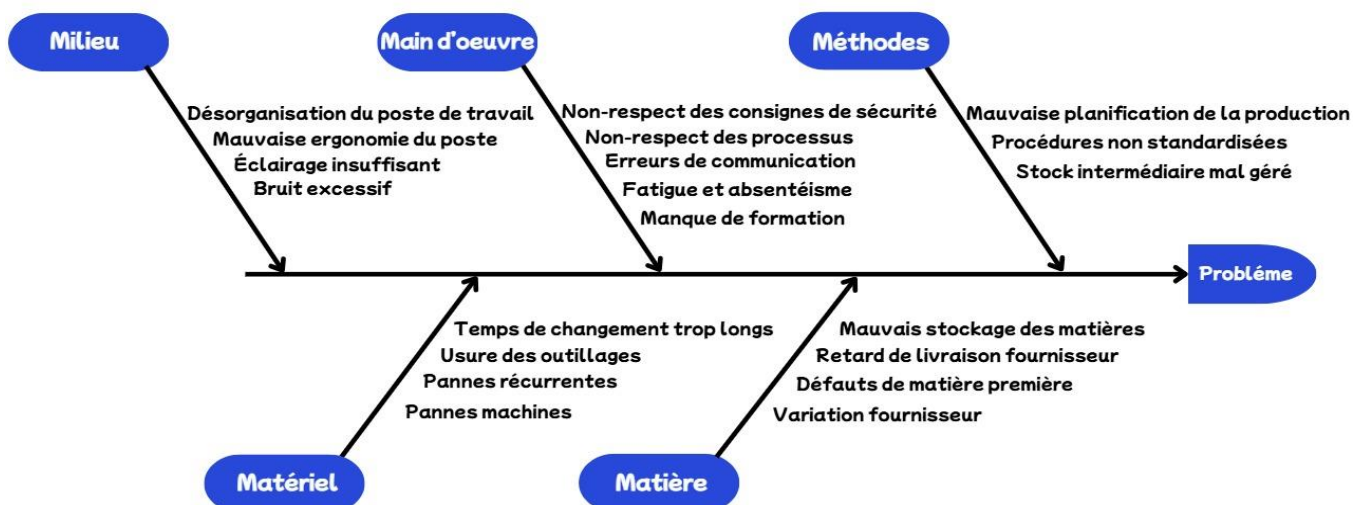 Milieu
Main d'oeuvre
Méthodes
Désorganisation du poste de travail
Mauvaise ergonomie du poste
Éclairage insuffisant
Bruit excessif
Non-respect des consignes de sécurité
Non-respect des processus
Erreurs de communication
Fatigue et absentéisme
Manque de formation
Mauvaise planification de la production
Procédures non standardisées
Stock intermédiaire mal géré
Probléme
Temps de changement trop longs
Usure des outillages
Pannes récurrentes
Pannes machines
Mauvais stockage des matières
Retard de livraison fournisseur
Défauts de matière première
Variation fournisseur
Matériel
Matière